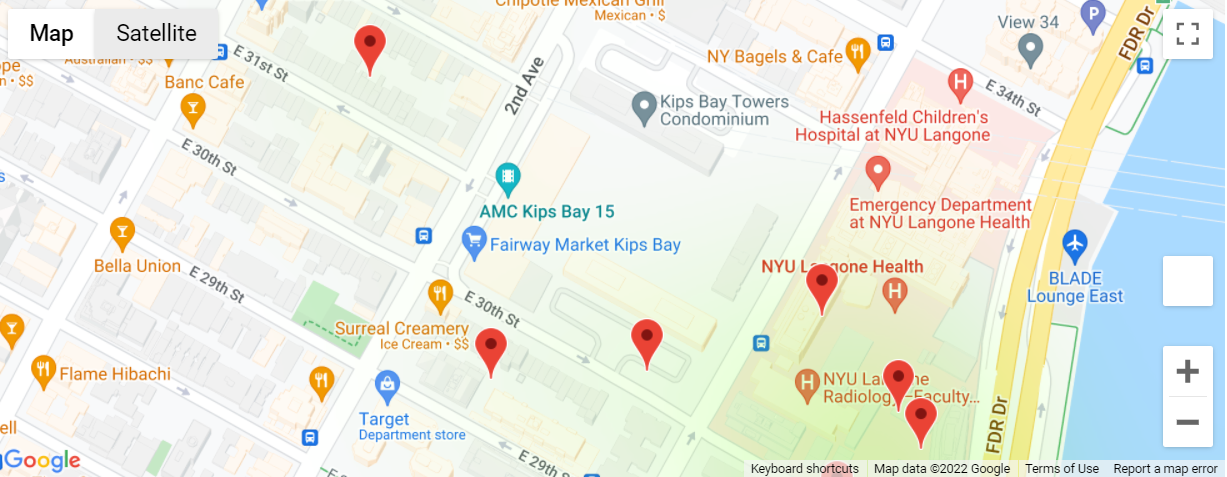 Map
Satellite
Chipotle Mexican Grill
Mexican • $
View 34
P
FDR Dr
Australian • $$
E 31st St
ope
n • $$
Banc Cafe
2nd Ave
NY Bagels & Cafe
E 34th St
H
Kips Bay Towers
Condominium
Hassenfeld Children's
Hospital at NYU Langone
E 30th St
AMC Kips Bay 15
Emergency Department
at NYU Langone Health
Fairway Market Kips Bay
s
Bella Union
E 29th St
NYU Langone Health
H
BLADE
Lounge East
E 30th St
Surreal Creamery
Ice Cream • $$
Flame Hibachi
H
NYU Langone
Radiology—Faculty...
Target
Department store
ell
FDR Dr
E 29th St
Google
Keyboard shortcuts
Map data ©2022 Google
Terms of Use
Report a map error